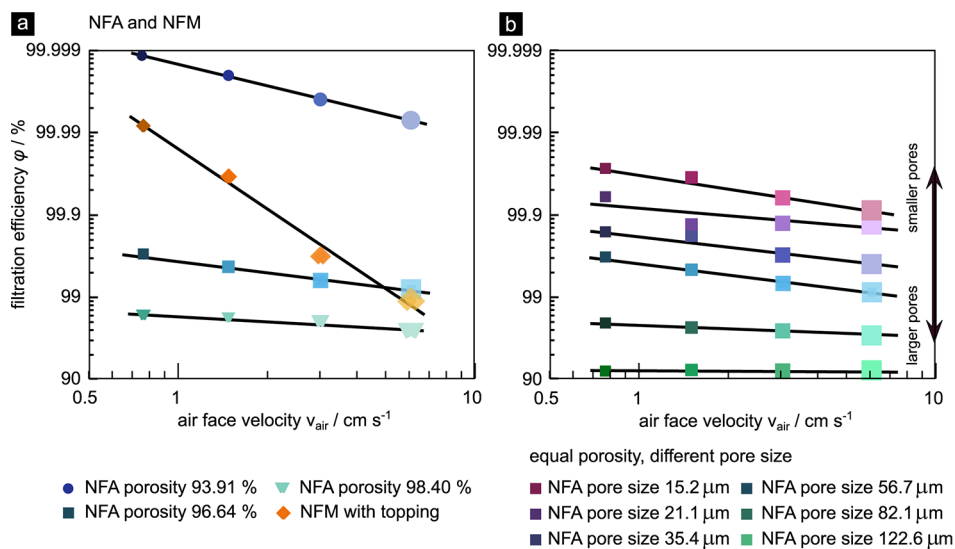 a
NFA and NFM
99.999
99.99
99.9
99
90
0.5
1
10
filtration efficiency φ / %
air face velocity vair / cm s-1
NFA porosity 93.91 %
NFA porosity 96.64 %
NFA porosity 98.40 %
NFM with topping
b
99.999
99.99
99.9
99
90
0.5
1
10
smaller pores
larger pores
air face velocity vair / cm s-1
equal porosity, different pore size
NFA pore size 15.2 μm
NFA pore size 21.1 μm
NFA pore size 35.4 μm
NFA pore size 56.7 μm
NFA pore size 82.1 μm
NFA pore size 122.6 μm